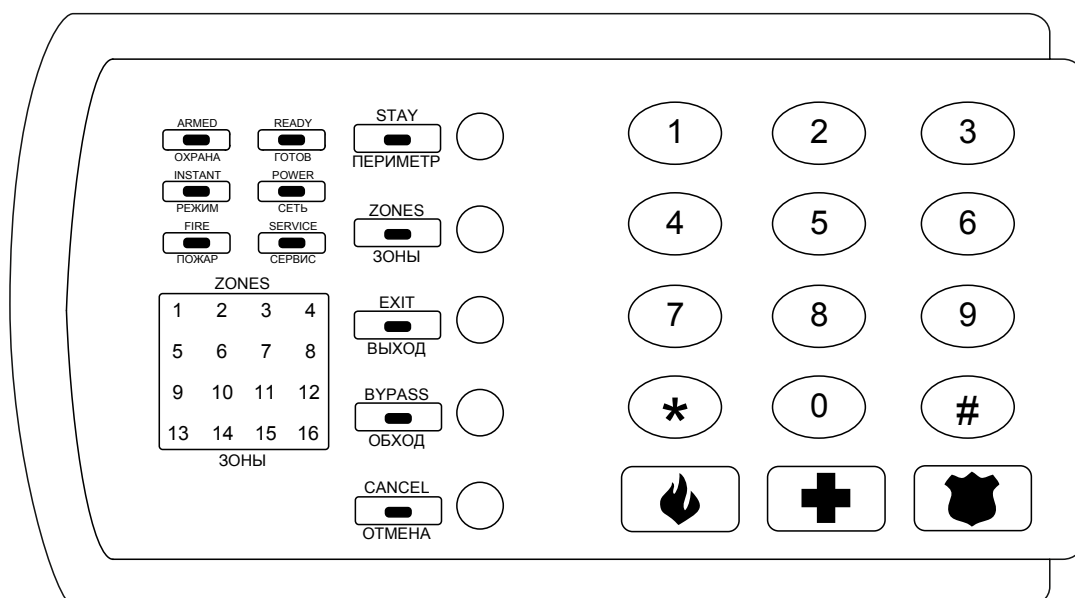 ARMED READY
ОХРАНА ГОТОВ
INSTANT POWER
РЕЖИМ СЕТЬ
FIRE SERVICE
ПОЖАР СЕРВИС
ZONES
1 2 3 4
5 6 7 8
9 10 11 12
13 14 15 16
ЗОНЫ
STAY
ПЕРИМЕТР
ZONES
ЗОНЫ
EXIT
ВЫХОД
BYPASS
ОБХОД
CANCEL
ОТМЕНА
1 2 3
4 5 6
7 8 9
* 0 #